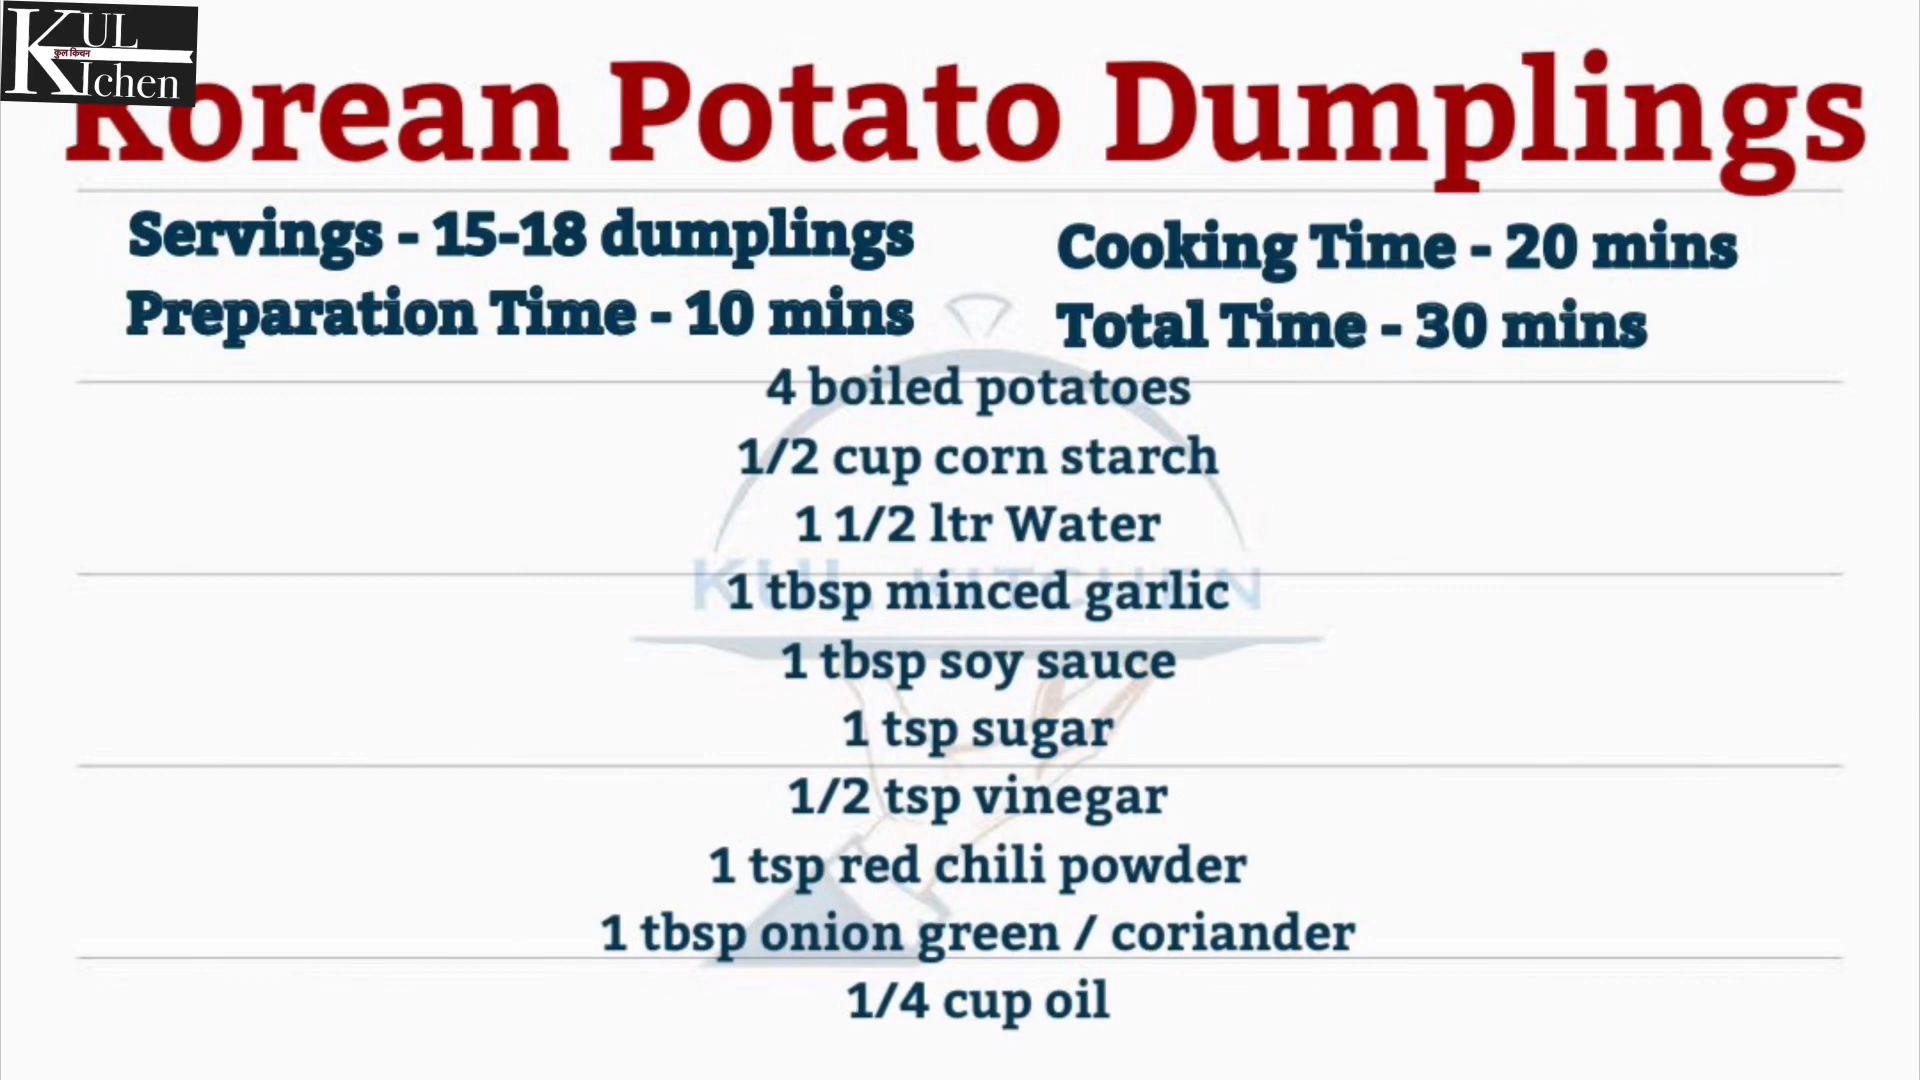 KUL
कुल किचन
KIchen
Korean Potato Dumplings
Servings - 15-18 dumplings
Preparation Time - 10 mins
Cooking Time - 20 mins
Total Time - 30 mins
4 boiled potatoes
1/2 cup corn starch
1 1/2 ltr Water
KUL KITCHEN
1 tbsp minced garlic
1 tbsp soy sauce
1 tsp sugar
1/2 tsp vinegar
1 tsp red chili powder
1 tbsp onion green / coriander
1/4 cup oil